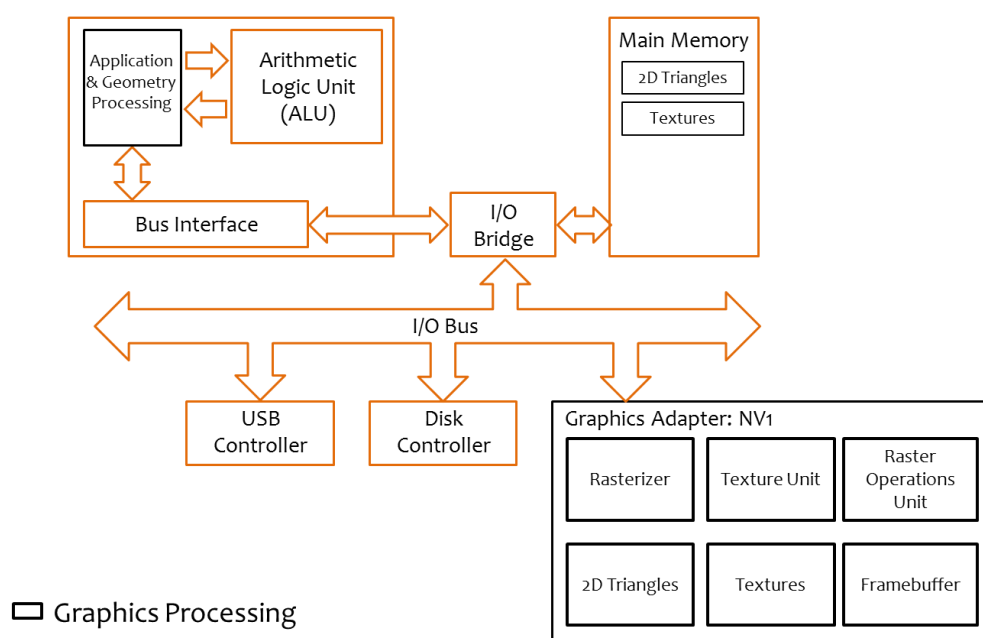 Application
& Geometry
Processing
Arithmetic
Logic Unit
(ALU)
Main Memory
2D Triangles
Textures
Bus Interface
I/O
Bridge
I/O Bus
USB
Controller
Disk
Controller
Graphics Adapter: NV1
Rasterizer
Texture Unit
Raster
Operations
Unit
2D Triangles
Textures
Framebuffer
Graphics Processing